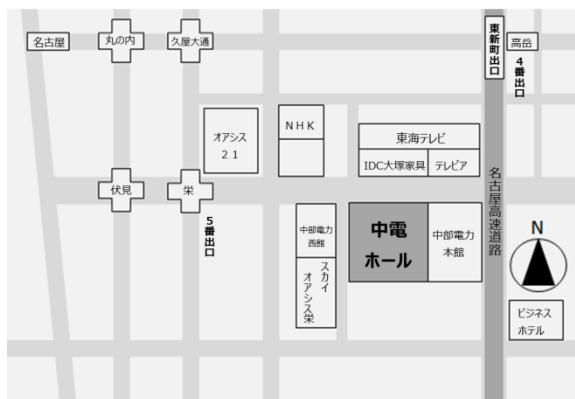 名古屋
丸の内
久屋大通
東新町出口
高岳
4番出口
オアシス
21
NHK
東海テレビ
IDC大塚家具
テレピア
名古屋高速道路
伏見
栄
5番出口
中部電力
西館
スカイ
オアシス栄
中電
ホール
中部電力
本館
N
ビジネス
ホテル